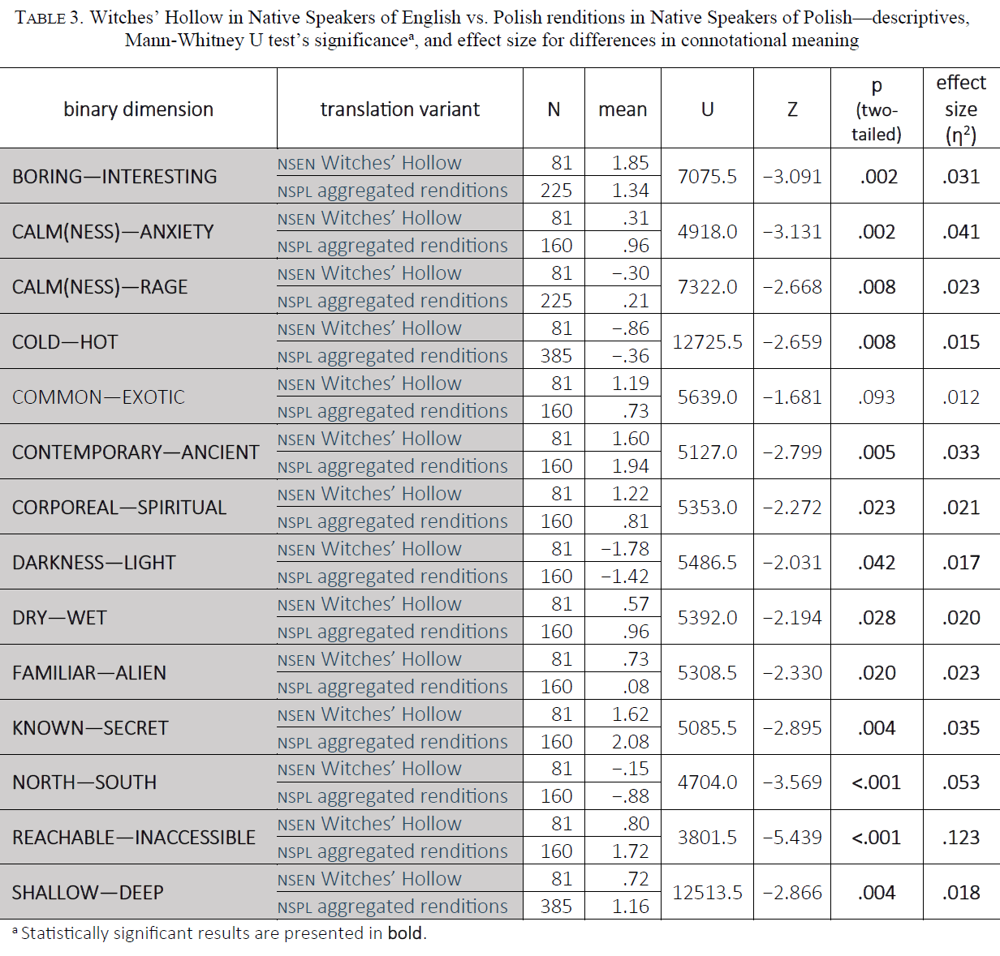 TABLE 3. Witches’ Hollow in Native Speakers of English vs. Polish renditions in Native Speakers of Polish—descriptives,
Mann-Whitney U test’s significanceᵃ, and effect size for differences in connotational meaning
binary dimension translation variant N mean U Z p (two-tailed) effect size (η²)
BORING—INTERESTING NSEN Witches’ Hollow 81 1.85 7075.5 −3.091 .002 .031
NSPL aggregated renditions 225 1.34
CALM(NESS)—ANXIETY NSEN Witches’ Hollow 81 .31 4918.0 −3.131 .002 .041
NSPL aggregated renditions 160 .96
CALM(NESS)—RAGE NSEN Witches’ Hollow 81 −.30 7322.0 −2.668 .008 .023
NSPL aggregated renditions 225 .21
COLD—HOT NSEN Witches’ Hollow 81 −.86 12725.5 −2.659 .008 .015
NSPL aggregated renditions 385 −.36
COMMON—EXOTIC NSEN Witches’ Hollow 81 1.19 5639.0 −1.681 .093 .012
NSPL aggregated renditions 160 .73
CONTEMPORARY—ANCIENT NSEN Witches’ Hollow 81 1.60 5127.0 −2.799 .005 .033
NSPL aggregated renditions 160 1.94
CORPOREAL—SPIRITUAL NSEN Witches’ Hollow 81 1.22 5353.0 −2.272 .023 .021
NSPL aggregated renditions 160 .81
DARKNESS—LIGHT NSEN Witches’ Hollow 81 −1.78 5486.5 −2.031 .042 .017
NSPL aggregated renditions 160 −1.42
DRY—WET NSEN Witches’ Hollow 81 .57 5392.0 −2.194 .028 .020
NSPL aggregated renditions 160 .96
FAMILIAR—ALIEN NSEN Witches’ Hollow 81 .73 5308.5 −2.330 .020 .023
NSPL aggregated renditions 160 .08
KNOWN—SECRET NSEN Witches’ Hollow 81 1.62 5085.5 −2.895 .004 .035
NSPL aggregated renditions 160 2.08
NORTH—SOUTH NSEN Witches’ Hollow 81 −.15 4704.0 −3.569 <.001 .053
NSPL aggregated renditions 160 −.88
REACHABLE—INACCESSIBLE NSEN Witches’ Hollow 81 .80 3801.5 −5.439 <.001 .123
NSPL aggregated renditions 160 1.72
SHALLOW—DEEP NSEN Witches’ Hollow 81 .72 12513.5 −2.866 .004 .018
NSPL aggregated renditions 385 1.16
ᵃ Statistically significant results are presented in bold.